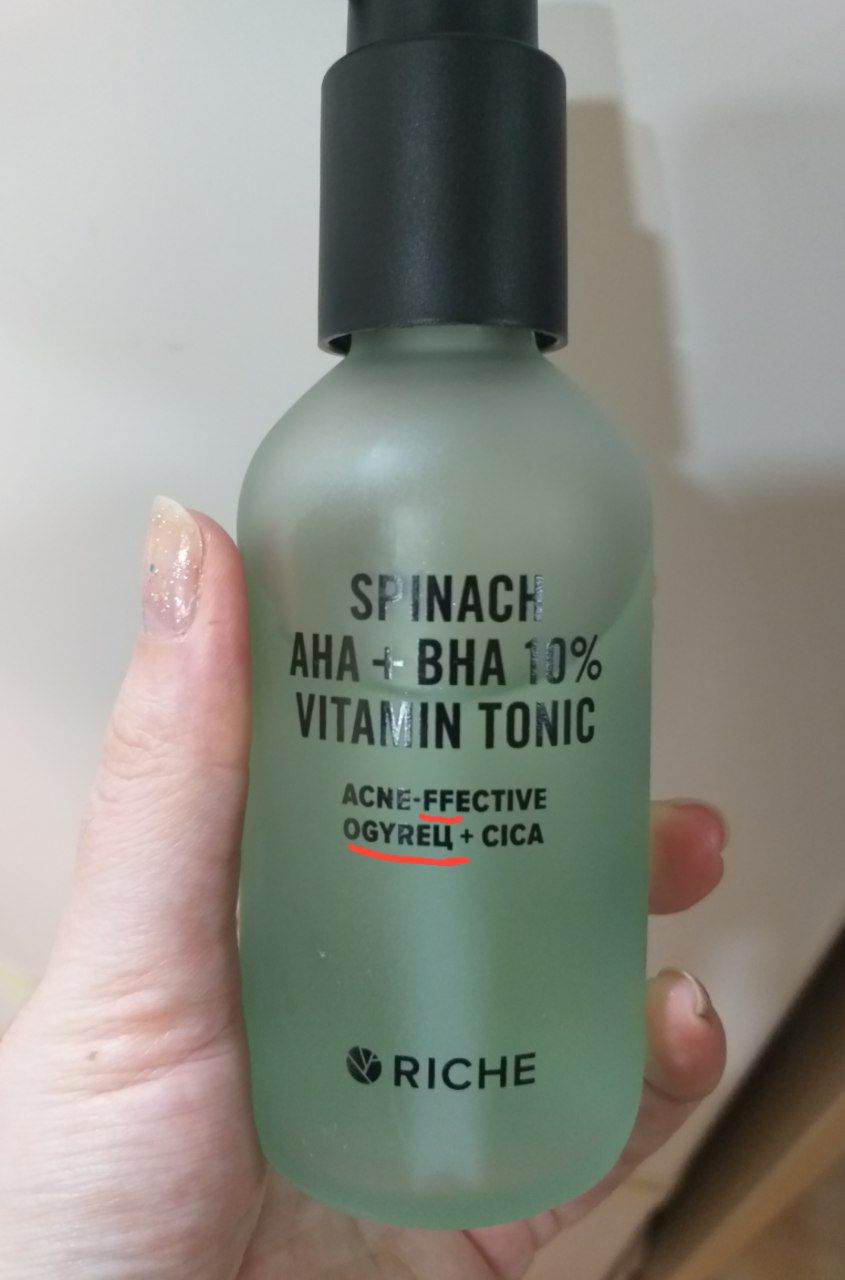 SPINACH
AHA + BHA 10%
VITAMIN TONIC
ACNE-FFECTIVE
OGYREЦ + CICA
RICHE